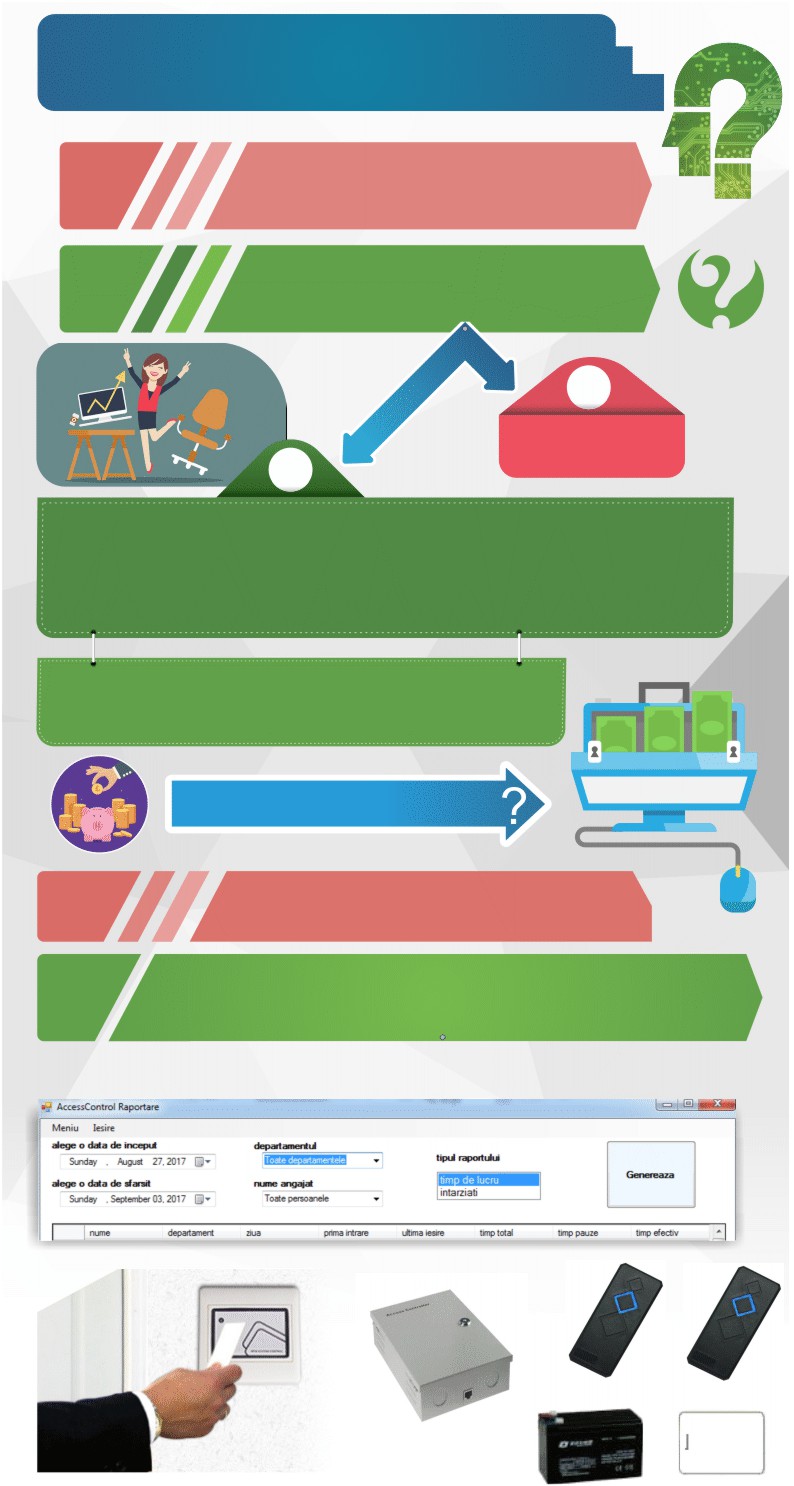 ?
AccessControl Raportare
Meniu Iesire
alege o data de inceput
Sunday , August 27, 2017
alege o data de sfarsit
Sunday , September 03, 2017
departamentul
Toate departamentele
nume angajat
Toate persoanele
tipul raportului
timp de lucru
intarziati
Genereaza
nume departament ziua prima intrare ultima iesire timp total timp pauze timp efectiv
Access Controller